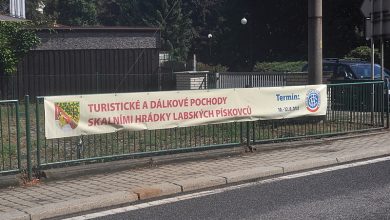 TURISTICKÉ A DÁLKOVÉ POCHODY
SKALNÍMI HRÁDKY LABSKÝCH PÍSKOVCŮ
Termín: